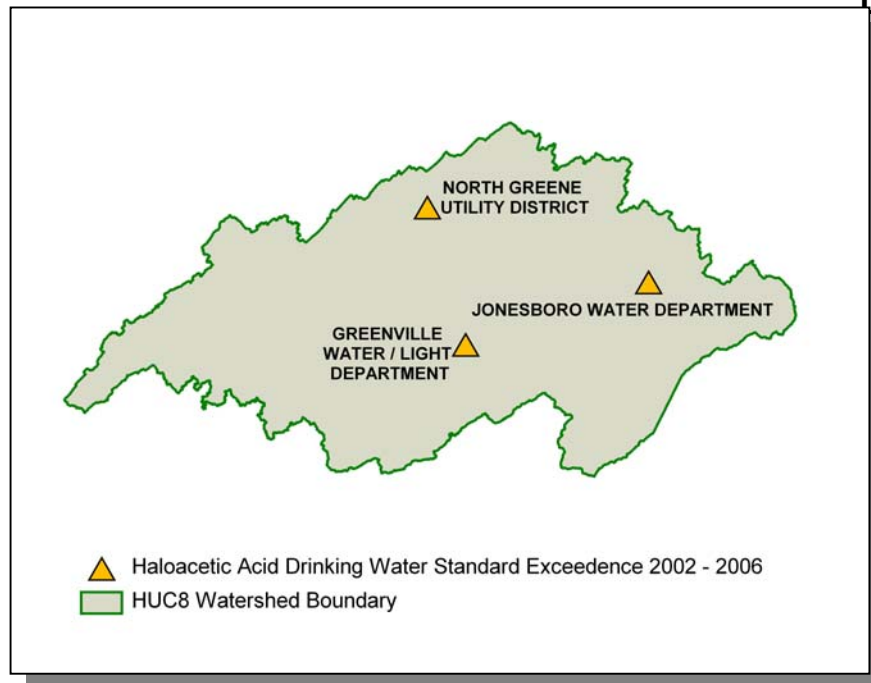 NORTH GREENE
UTILITY DISTRICT
JONESBORO WATER DEPARTMENT
GREENVILLE
WATER / LIGHT
DEPARTMENT
Haloacetic Acid Drinking Water Standard Exceedence 2002 - 2006
HUC8 Watershed Boundary